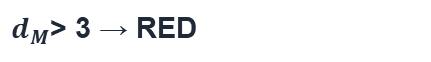 d_M > 3 → RED